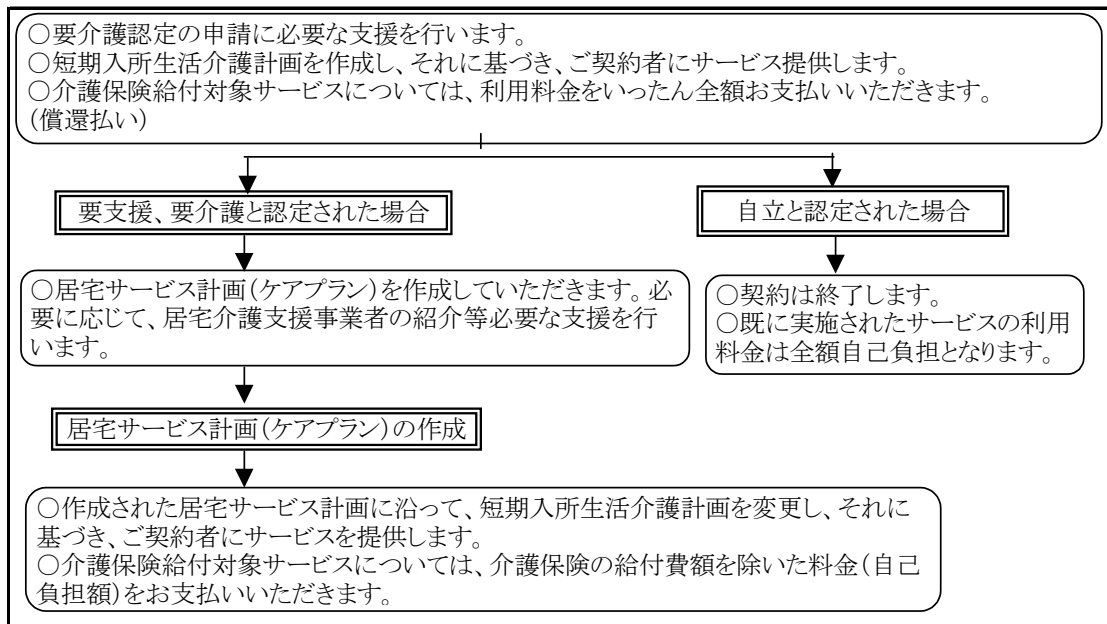 ○要介護認定の申請に必要な支援を行います。
○短期入所生活介護計画を作成し、それに基づき、ご契約者にサービス提供します。
○介護保険給付対象サービスについては、利用料金をいったん全額お支払いいただきます。
(償還払い)
要支援、要介護と認定された場合
自立と認定された場合
○居宅サービス計画(ケアプラン)を作成していただきます。必
要に応じて、居宅介護支援事業者の紹介等必要な支援を行
います。
○契約は終了します。
○既に実施されたサービスの利用
料金は全額自己負担となります。
居宅サービス計画(ケアプラン)の作成
○作成された居宅サービス計画に沿って、短期入所生活介護計画を変更し、それに
基づき、ご契約者にサービスを提供します。
○介護保険給付対象サービスについては、介護保険の給付費額を除いた料金(自己
負担額)をお支払いいただきます。